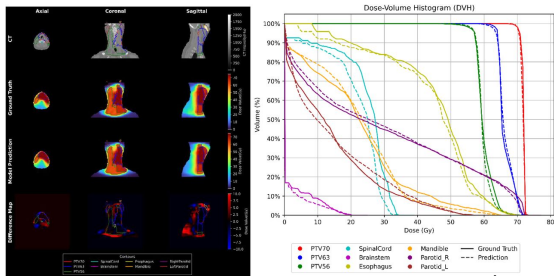 Axial Coronal Sagittal
CT
Ground Truth
Model Prediction
Difference Map
Contours
PTV70 SpinalCord Esophagus RightParotid
PTV63 Brainstem Mandible LeftParotid
PTV56
Dose-Volume Histogram (DVH)
Volume (%)
100%
90%
80%
70%
60%
50%
40%
30%
20%
10%
0%
0 10 20 30 40 50 60 70 80
Dose (Gy)
PTV70 SpinalCord Mandible Ground Truth
PTV63 Brainstem Parotid_R Prediction
PTV56 Esophagus Parotid_L